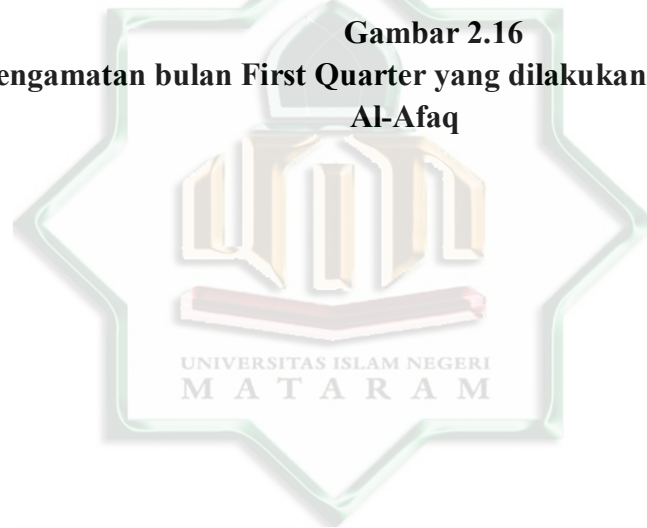 Gambar 2.16
engamatan bulan First Quarter yang dilakukan
Al-Afaq
UNIVERSITAS ISLAM NEGERI
MATARAM